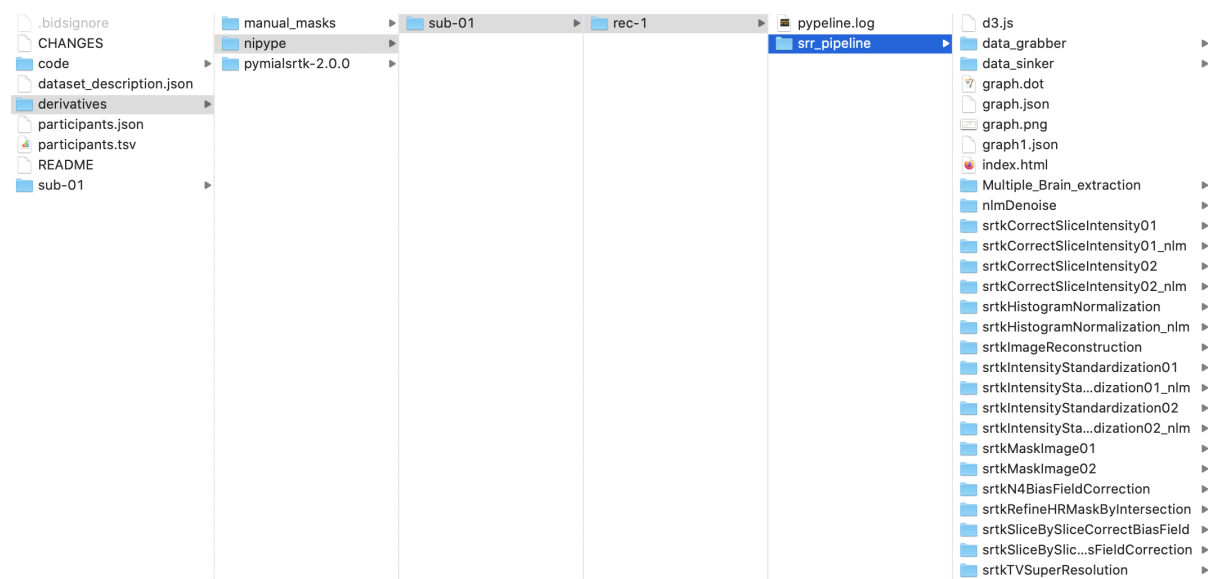 .bidsignore
CHANGES
code
dataset_description.json
derivatives
participants.json
participants.tsv
README
sub-01
manual_masks
nipype
pymialsrtk-2.0.0
sub-01
rec-1
pypeline.log
srr_pipeline
d3.js
data_grabber
data_sinker
graph.dot
graph.json
graph.png
graph1.json
index.html
Multiple_Brain_extraction
nlmDenoise
srtkCorrectSliceIntensity01
srtkCorrectSliceIntensity01_nlm
srtkCorrectSliceIntensity02
srtkCorrectSliceIntensity02_nlm
srtkHistogramNormalization
srtkHistogramNormalization_nlm
srtkImageReconstruction
srtkIntensityStandardization01
srtkIntensitySta...dization01_nlm
srtkIntensityStandardization02
srtkIntensitySta...dization02_nlm
srtkMaskImage01
srtkMaskImage02
srtkN4BiasFieldCorrection
srtkRefineHRMaskByIntersection
srtkSliceBySliceCorrectBiasField
srtkSliceBySlic...sFieldCorrection
srtkTVSuperResolution